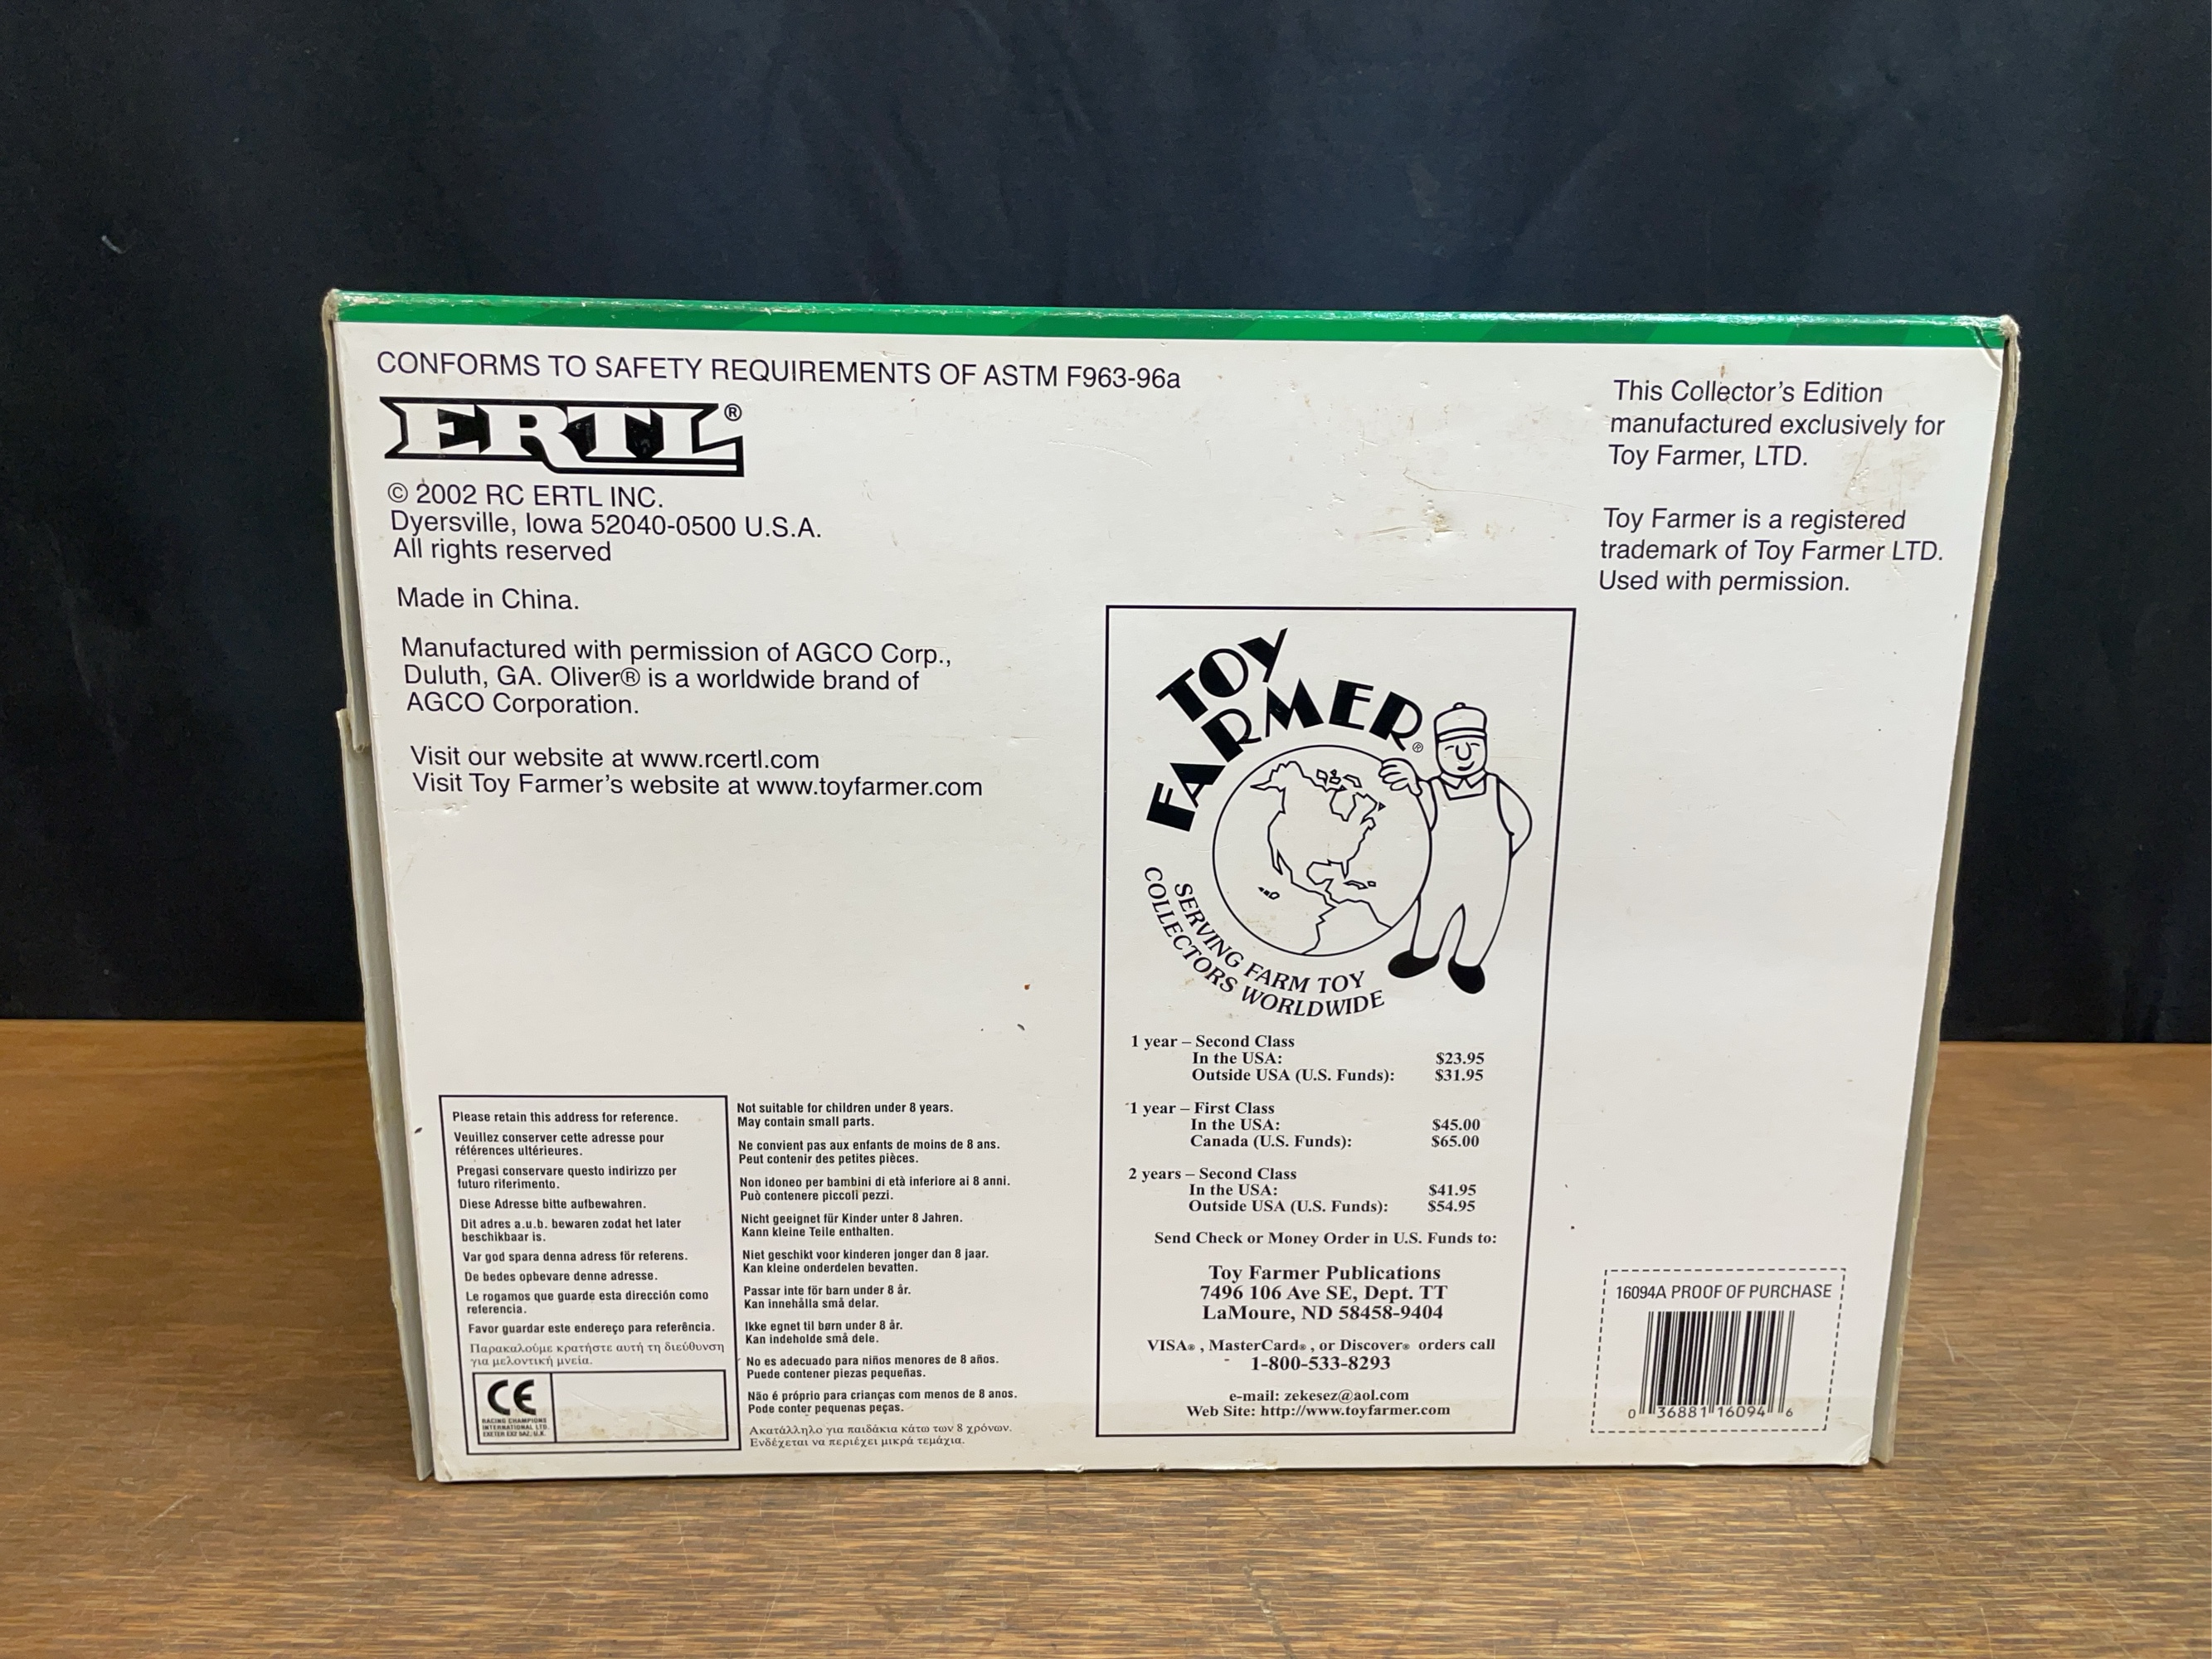 CONFORMS TO SAFETY REQUIREMENTS OF ASTM F963-96a
ERTL®
© 2002 RC ERTL INC.
Dyersville, Iowa 52040-0500 U.S.A.
All rights reserved
Made in China.
Manufactured with permission of AGCO Corp.,
Duluth, GA. Oliver® is a worldwide brand of
AGCO Corporation.
Visit our website at www.rcertl.com
Visit Toy Farmer's website at www.toyfarmer.com
This Collector's Edition
manufactured exclusively for
Toy Farmer, LTD.
Toy Farmer is a registered
trademark of Toy Farmer LTD.
Used with permission.
TOY
FARMER®
SERVING FARM TOY
COLLECTORS WORLDWIDE
1 year – Second Class
In the USA: $23.95
Outside USA (U.S. Funds): $31.95
1 year – First Class
In the USA: $45.00
Canada (U.S. Funds): $65.00
2 years – Second Class
In the USA: $41.95
Outside USA (U.S. Funds): $54.95
Send Check or Money Order in U.S. Funds to:
Toy Farmer Publications
7496 106 Ave SE, Dept. TT
LaMoure, ND 58458-9404
VISA®, MasterCard®, or Discover® orders call
1-800-533-8293
e-mail: zekesez@aol.com
Web Site: http://www.toyfarmer.com
Please retain this address for reference.
Veuillez conserver cette adresse pour
références ultérieures.
Pregasi conservare questo indirizzo per
futuro riferimento.
Diese Adresse bitte aufbewahren.
Dit adres a.u.b. bewaren zodat het later
beschikbaar is.
Var god spara denna adress för referens.
De bedes opbevare denne adresse.
Le rogamos que guarde esta dirección como
referencia.
Favor guardar este endereço para referência.
Παρακαλούμε κρατήστε αυτή τη διεύθυνση
για μελοντική μνεία.
CE
RACING CHAMPIONS
INTERNATIONAL LTD.
EXETER EX2 8AZ, U.K.
Not suitable for children under 8 years.
May contain small parts.
Ne convient pas aux enfants de moins de 8 ans.
Peut contenir des petites pièces.
Non idoneo per bambini di età inferiore ai 8 anni.
Può contenere piccoli pezzi.
Nicht geeignet für Kinder unter 8 Jahren.
Kann kleine Teile enthalten.
Niet geschikt voor kinderen jonger dan 8 jaar.
Kan kleine onderdelen bevatten.
Passar inte för barn under 8 år.
Kan innehålla små delar.
Ikke egnet til børn under 8 år.
Kan indeholde små dele.
No es adecuado para niños menores de 8 años.
Puede contener piezas pequeñas.
Não é próprio para crianças com menos de 8 anos.
Pode conter pequenas peças.
Ακατάλληλο για παιδάκια κάτω των 8 χρόνων.
Ενδέχεται να περιέχει μικρά τεμάχια.
16094A PROOF OF PURCHASE
0 36881 16094 6